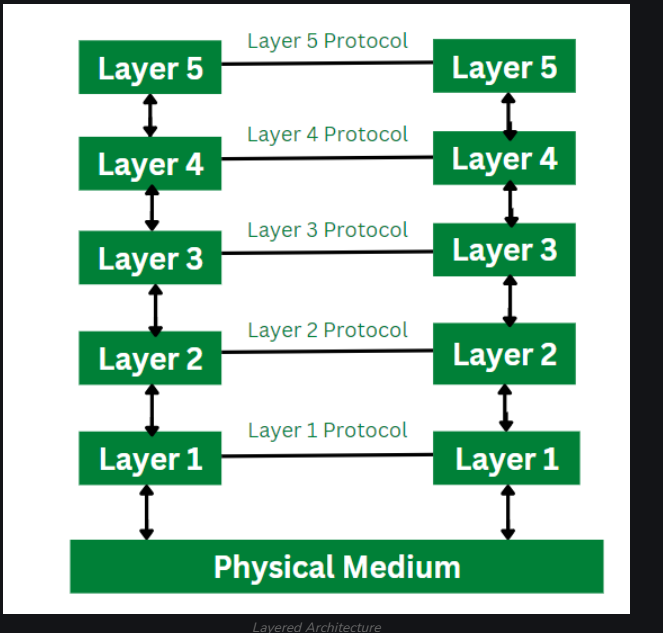 Layer 5 Protocol
Layer 5 Layer 5
Layer 4 Protocol
Layer 4 Layer 4
Layer 3 Protocol
Layer 3 Layer 3
Layer 2 Protocol
Layer 2 Layer 2
Layer 1 Protocol
Layer 1 Layer 1
Physical Medium
Layered Architecture